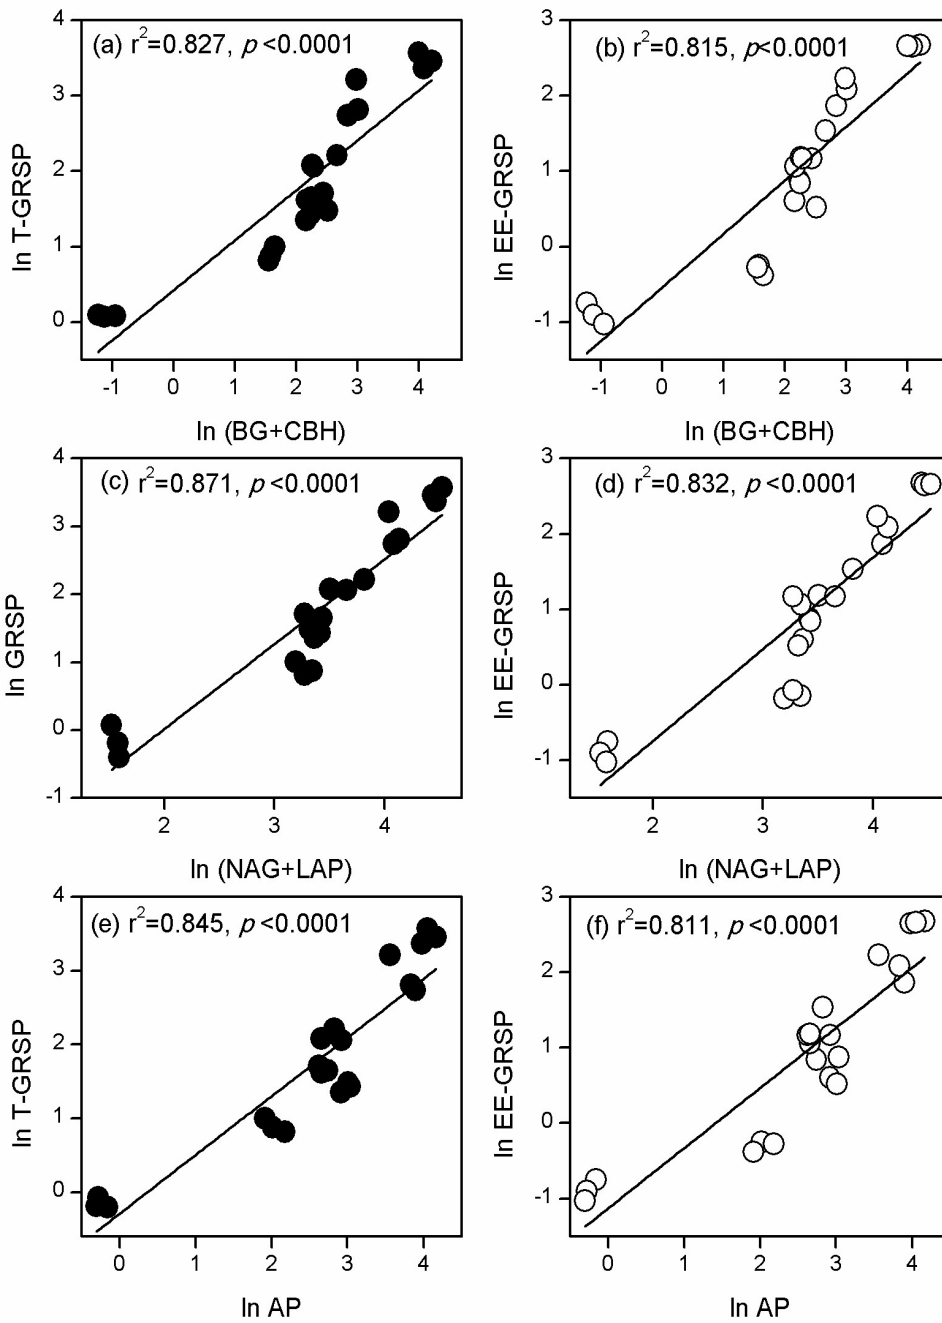 (a) r²=0.827, p<0.0001
4
3
2
1
0
ln T-GRSP
-1 0 1 2 3 4
ln (BG+CBH)
(b) r²=0.815, p<0.0001
3
2
1
0
-1
ln EE-GRSP
-1 0 1 2 3 4
ln (BG+CBH)
(c) r²=0.871, p<0.0001
4
3
2
1
0
-1
ln GRSP
2 3 4
ln (NAG+LAP)
(d) r²=0.832, p<0.0001
3
2
1
0
-1
ln EE-GRSP
2 3 4
ln (NAG+LAP)
(e) r²=0.845, p<0.0001
4
3
2
1
0
ln T-GRSP
0 1 2 3 4
ln AP
(f) r²=0.811, p<0.0001
3
2
1
0
-1
ln EE-GRSP
0 1 2 3 4
ln AP